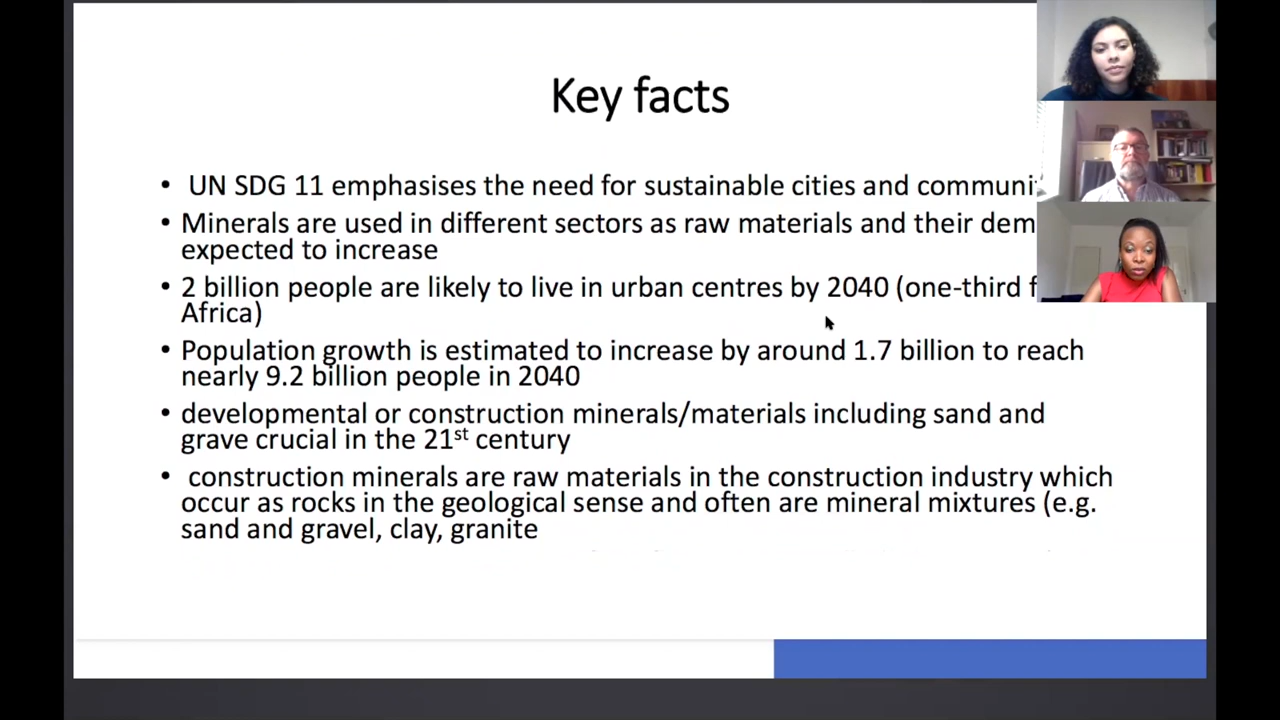 Key facts
• UN SDG 11 emphasises the need for sustainable cities and
• Minerals are used in different sectors as raw materials and their
expected to increase
• 2 billion people are likely to live in urban centres by 2040 (one-third
Africa)
• Population growth is estimated to increase by around 1.7 billion to reach
nearly 9.2 billion people in 2040
• developmental or construction minerals/materials including sand and
grave crucial in the 21st century
• construction minerals are raw materials in the construction industry which
occur as rocks in the geological sense and often are mineral mixtures (e.g.
sand and gravel, clay, granite